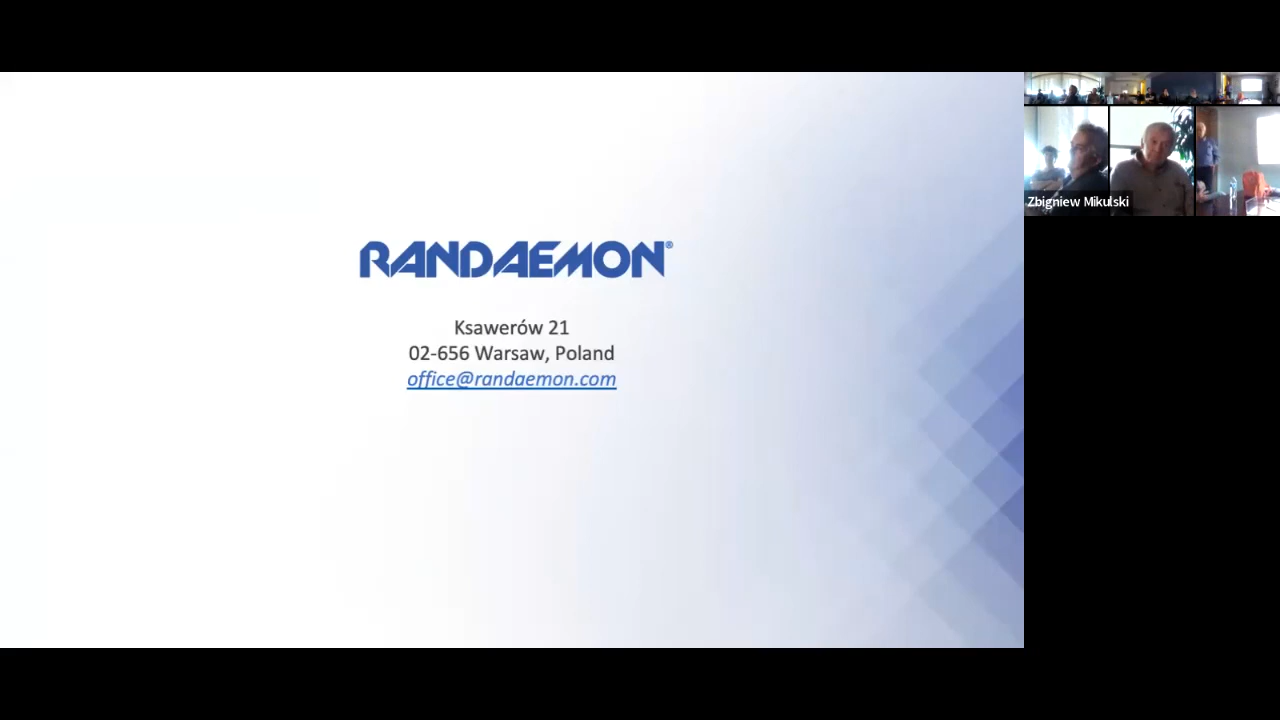 RANDAEMON®
Ksawerów 21
02-656 Warsaw, Poland
office@randaemon.com
Zbigniew Mikulski